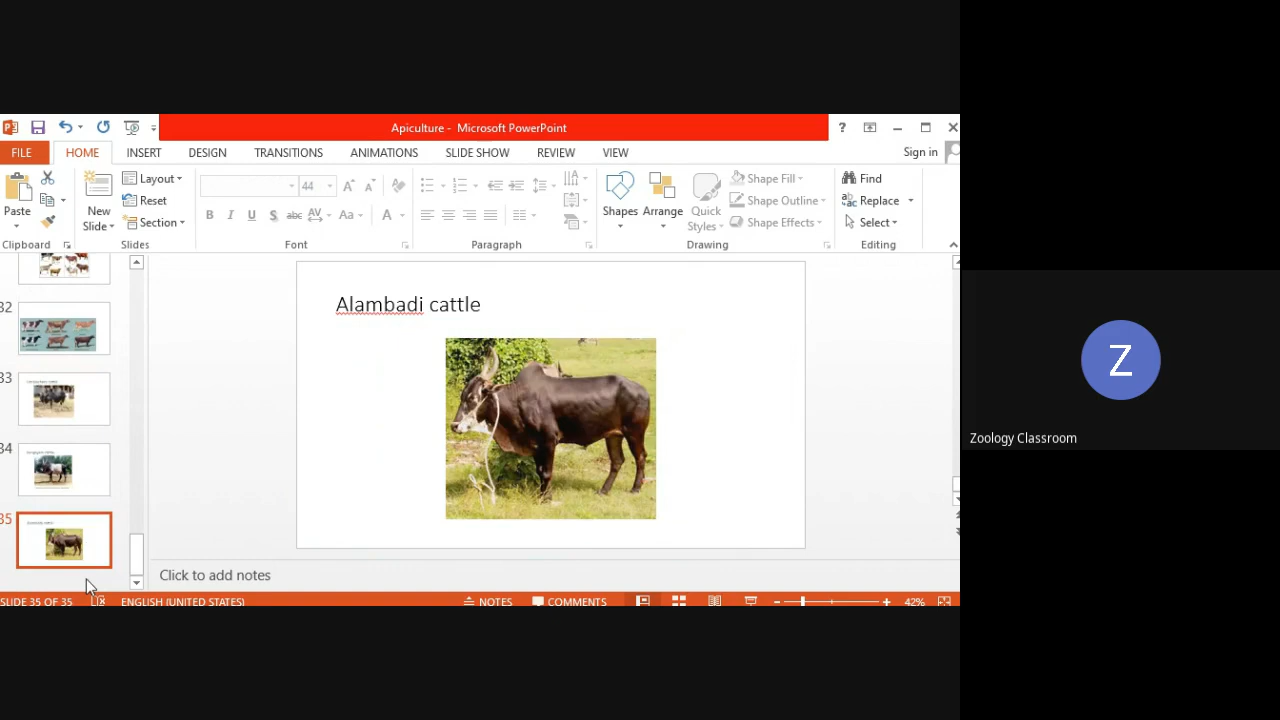 Apiculture - Microsoft PowerPoint
?
FILE HOME INSERT DESIGN TRANSITIONS ANIMATIONS SLIDE SHOW REVIEW VIEW Sign in
Paste
Clipboard
New
Slide
Layout
Reset
Section
Slides
44
B I U S abc AV Aa A
Font
Paragraph
Shapes
Arrange
Quick
Styles
Shape Fill
Shape Outline
Shape Effects
Drawing
Find
Replace
Select
Editing
32
33
34
35
Alambadi cattle
Click to add notes
SLIDE 35 OF 35 ENGLISH (UNITED STATES) NOTES COMMENTS 42%
Z
Zoology Classroom